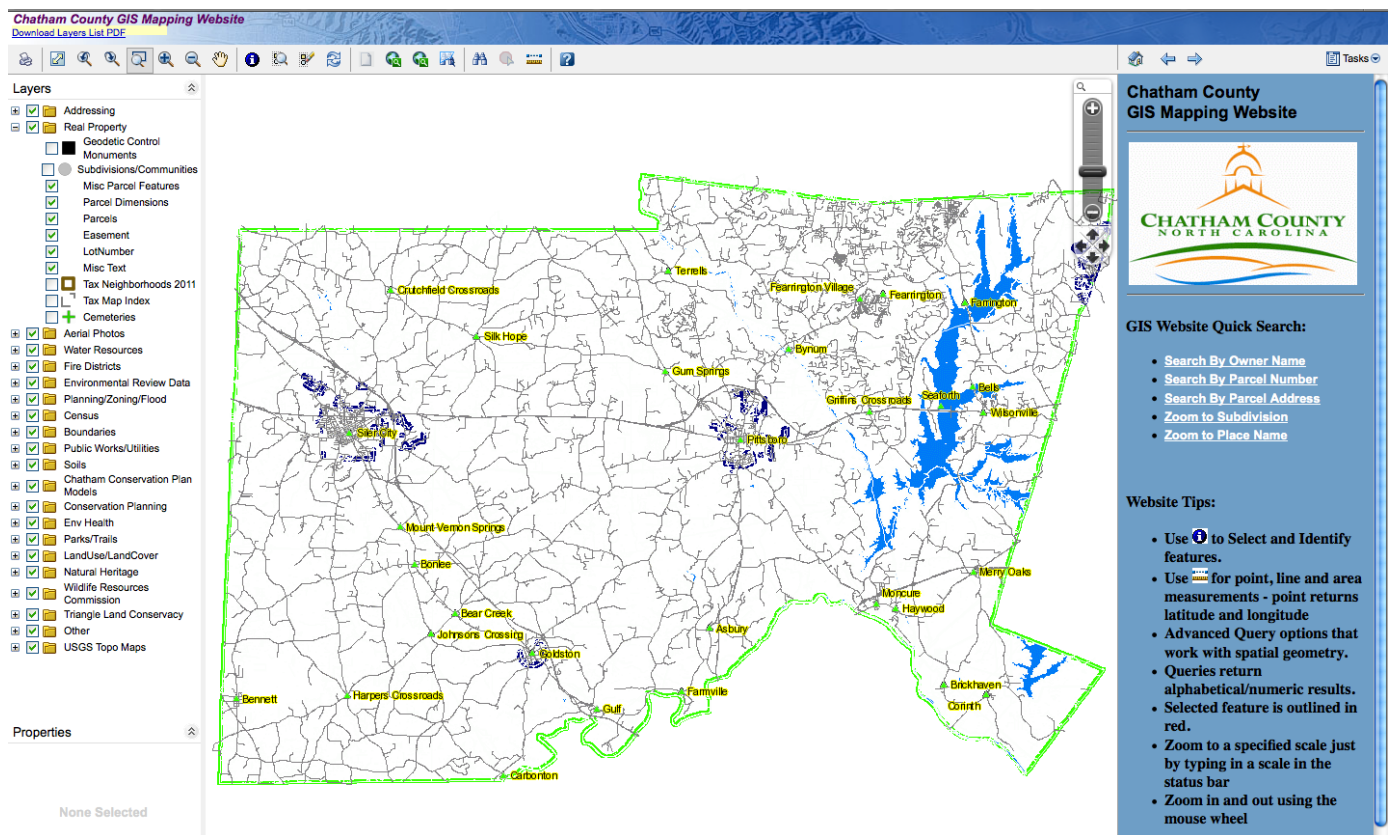 Chatham County GIS Mapping Website
Download Layers List PDF
Tasks
Layers
Addressing
Real Property
Geodetic Control
Monuments
Subdivisions/Communities
Misc Parcel Features
Parcel Dimensions
Parcels
Easement
LotNumber
Misc Text
Tax Neighborhoods 2011
Tax Map Index
Cemeteries
Aerial Photos
Water Resources
Fire Districts
Environmental Review Data
Planning/Zoning/Flood
Census
Boundaries
Public Works/Utilities
Soils
Chatham Conservation Plan
Models
Conservation Planning
Env Health
Parks/Trails
LandUse/LandCover
Natural Heritage
Wildlife Resources
Commission
Triangle Land Conservacy
Other
USGS Topo Maps
Properties
None Selected
Terrells
Crutchfield Crossroads
Fearrington Village
Fearrington
Farrington
Silk Hope
Bynum
Gum Springs
Bells
Seaforth
Griffins Crossroads
Wilsonville
Siler City
Pittsboro
Mount Vernon Springs
Bonlee
Merry Oaks
Moncure
Haywood
Bear Creek
Asbury
Johnsons Crossing
Goldston
Brickhaven
Farmville
Harpers Crossroads
Bennett
Corinth
Gulf
Carbonton
Chatham County
GIS Mapping Website
CHATHAM COUNTY
NORTH CAROLINA
GIS Website Quick Search:
Search By Owner Name
Search By Parcel Number
Search By Parcel Address
Zoom to Subdivision
Zoom to Place Name
Website Tips:
Use i to Select and Identify
features.
Use for point, line and area
measurements - point returns
latitude and longitude
Advanced Query options that
work with spatial geometry.
Queries return
alphabetical/numeric results.
Selected feature is outlined in
red.
Zoom to a specified scale just
by typing in a scale in the
status bar
Zoom in and out using the
mouse wheel